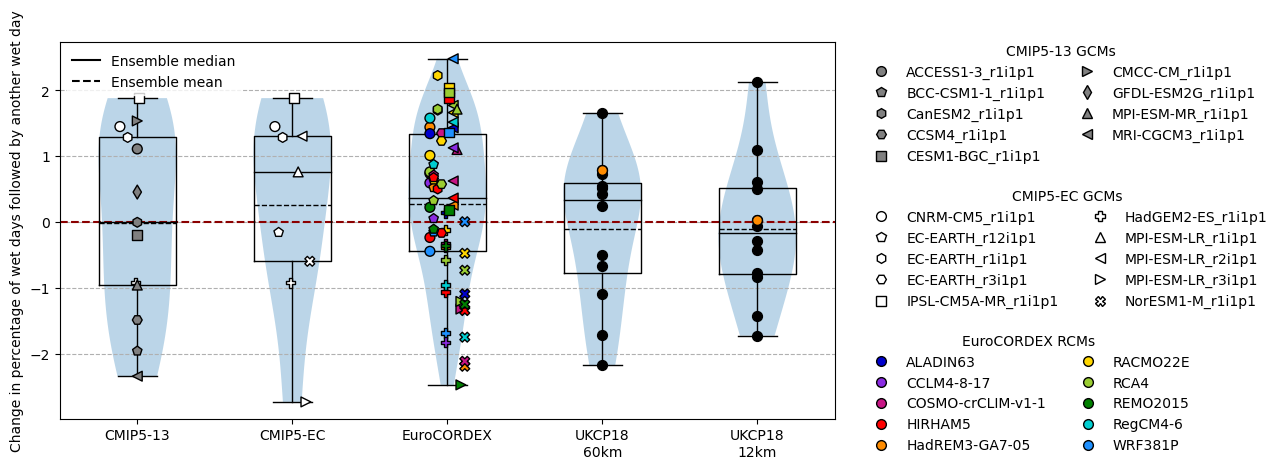 Change in percentage of wet days followed by another wet day
Ensemble median
Ensemble mean
2
1
0
−1
−2
CMIP5-13
CMIP5-EC
EuroCORDEX
UKCP18
60km
UKCP18
12km
CMIP5-13 GCMs
ACCESS1-3_r1i1p1
BCC-CSM1-1_r1i1p1
CanESM2_r1i1p1
CCSM4_r1i1p1
CESM1-BGC_r1i1p1
CMCC-CM_r1i1p1
GFDL-ESM2G_r1i1p1
MPI-ESM-MR_r1i1p1
MRI-CGCM3_r1i1p1
CMIP5-EC GCMs
CNRM-CM5_r1i1p1
EC-EARTH_r12i1p1
EC-EARTH_r1i1p1
EC-EARTH_r3i1p1
IPSL-CM5A-MR_r1i1p1
HadGEM2-ES_r1i1p1
MPI-ESM-LR_r1i1p1
MPI-ESM-LR_r2i1p1
MPI-ESM-LR_r3i1p1
NorESM1-M_r1i1p1
EuroCORDEX RCMs
ALADIN63
CCLM4-8-17
COSMO-crCLIM-v1-1
HIRHAM5
HadREM3-GA7-05
RACMO22E
RCA4
REMO2015
RegCM4-6
WRF381P